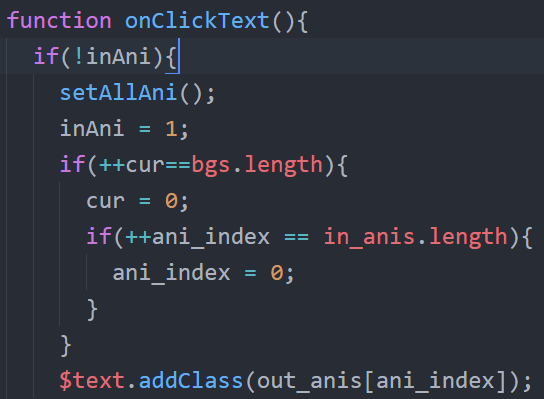 function onClickText(){
if(!inAni){
setAllAni();
inAni = 1;
if(++cur==bgs.length){
cur = 0;
if(++ani_index == in_anis.length){
ani_index = 0;
}
}
$text.addClass(out_anis[ani_index]);